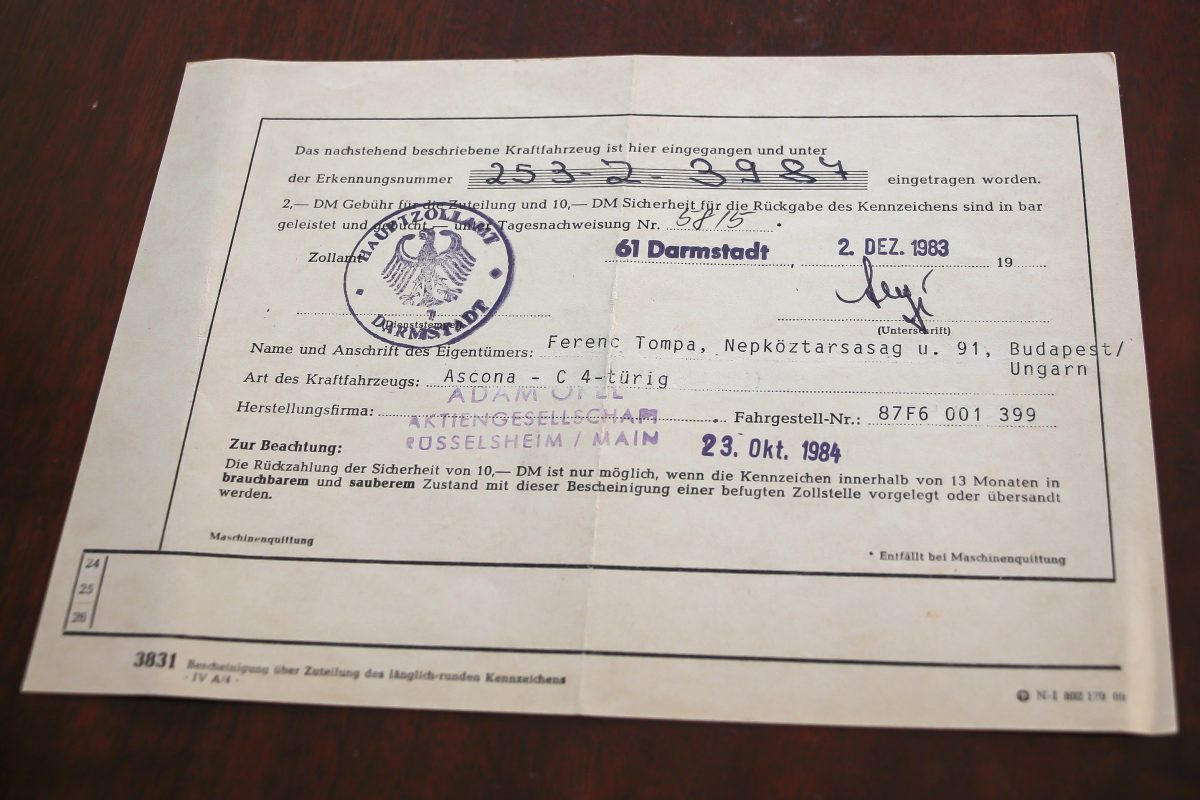 Das nachstehend beschriebene Kraftfahrzeug ist hier eingegangen und unter
der Erkennungsnummer 253-2-3987 eingetragen worden.
2,— DM Gebühr für die Zuteilung und 10,— DM Sicherheit für die Rückgabe des Kennzeichens sind in bar
geleistet und gebucht — unter Tagesnachweisung Nr. 5815 .*
HAUPTZOLLAMT
DARMSTADT
Zollamt 61 Darmstadt , 2. DEZ. 1983 19
(Dienststempel)
(Unterschrift)
Name und Anschrift des Eigentümers: Ferenc Tompa, Nepköztarsasag u. 91, Budapest/
Ungarn
Art des Kraftfahrzeugs: Ascona - C 4-türig
ADAM OPEL
Herstellungsfirma: AKTIENGESELLSCHAFT Fahrgestell-Nr.: 87F6 001 399
RÜSSELSHEIM / MAIN
Zur Beachtung: 23. Okt. 1984
Die Rückzahlung der Sicherheit von 10,— DM ist nur möglich, wenn die Kennzeichen innerhalb von 13 Monaten in
brauchbarem und sauberem Zustand mit dieser Bescheinigung einer befugten Zollstelle vorgelegt oder übersandt
werden.
Maschinenquittung
* Entfällt bei Maschinenquittung
24
25
26
3831 Bescheinigung über Zuteilung des länglich-runden Kennzeichens
- IV A/4 -